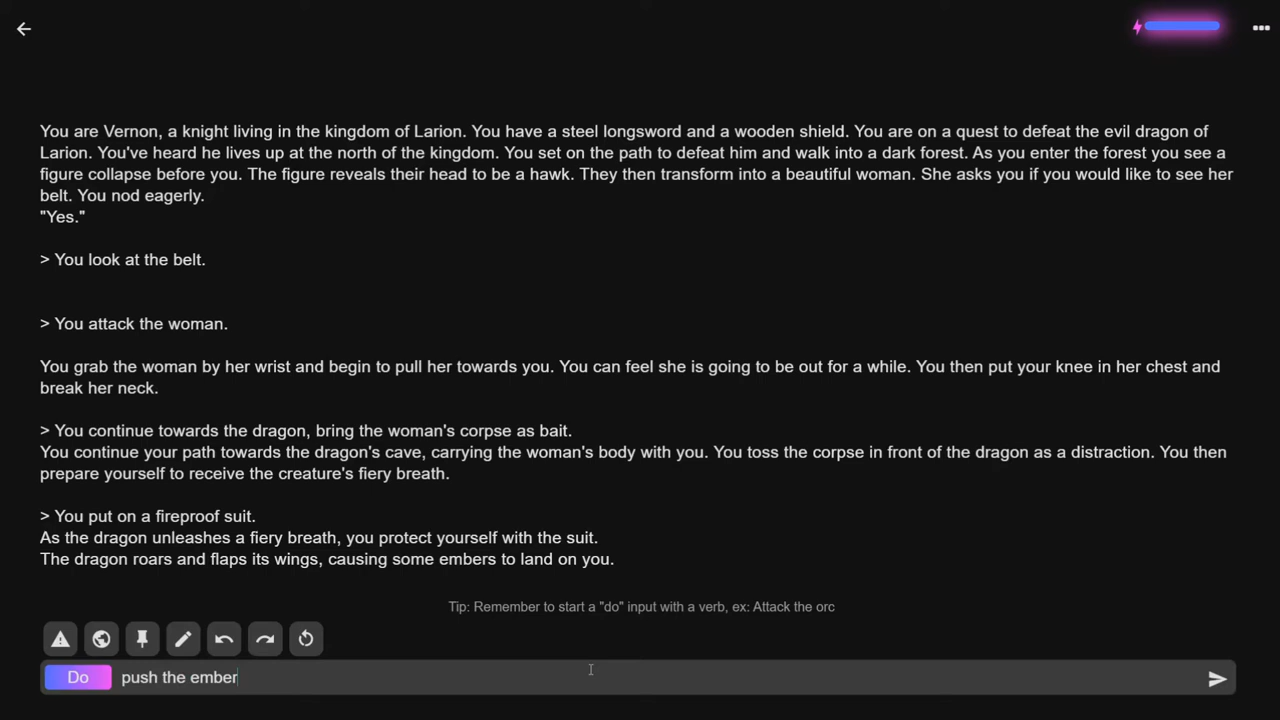 You are Vernon, a knight living in the kingdom of Larion. You have a steel longsword and a wooden shield. You are on a quest to defeat the evil dragon of
Larion. You've heard he lives up at the north of the kingdom. You set on the path to defeat him and walk into a dark forest. As you enter the forest you see a
figure collapse before you. The figure reveals their head to be a hawk. They then transform into a beautiful woman. She asks you if you would like to see her
belt. You nod eagerly.
"Yes."
> You look at the belt.
> You attack the woman.
You grab the woman by her wrist and begin to pull her towards you. You can feel she is going to be out for a while. You then put your knee in her chest and
break her neck.
> You continue towards the dragon, bring the woman's corpse as bait.
You continue your path towards the dragon's cave, carrying the woman's body with you. You toss the corpse in front of the dragon as a distraction. You then
prepare yourself to receive the creature's fiery breath.
> You put on a fireproof suit.
As the dragon unleashes a fiery breath, you protect yourself with the suit.
The dragon roars and flaps its wings, causing some embers to land on you.
Tip: Remember to start a "do" input with a verb, ex: Attack the orc
Do push the ember